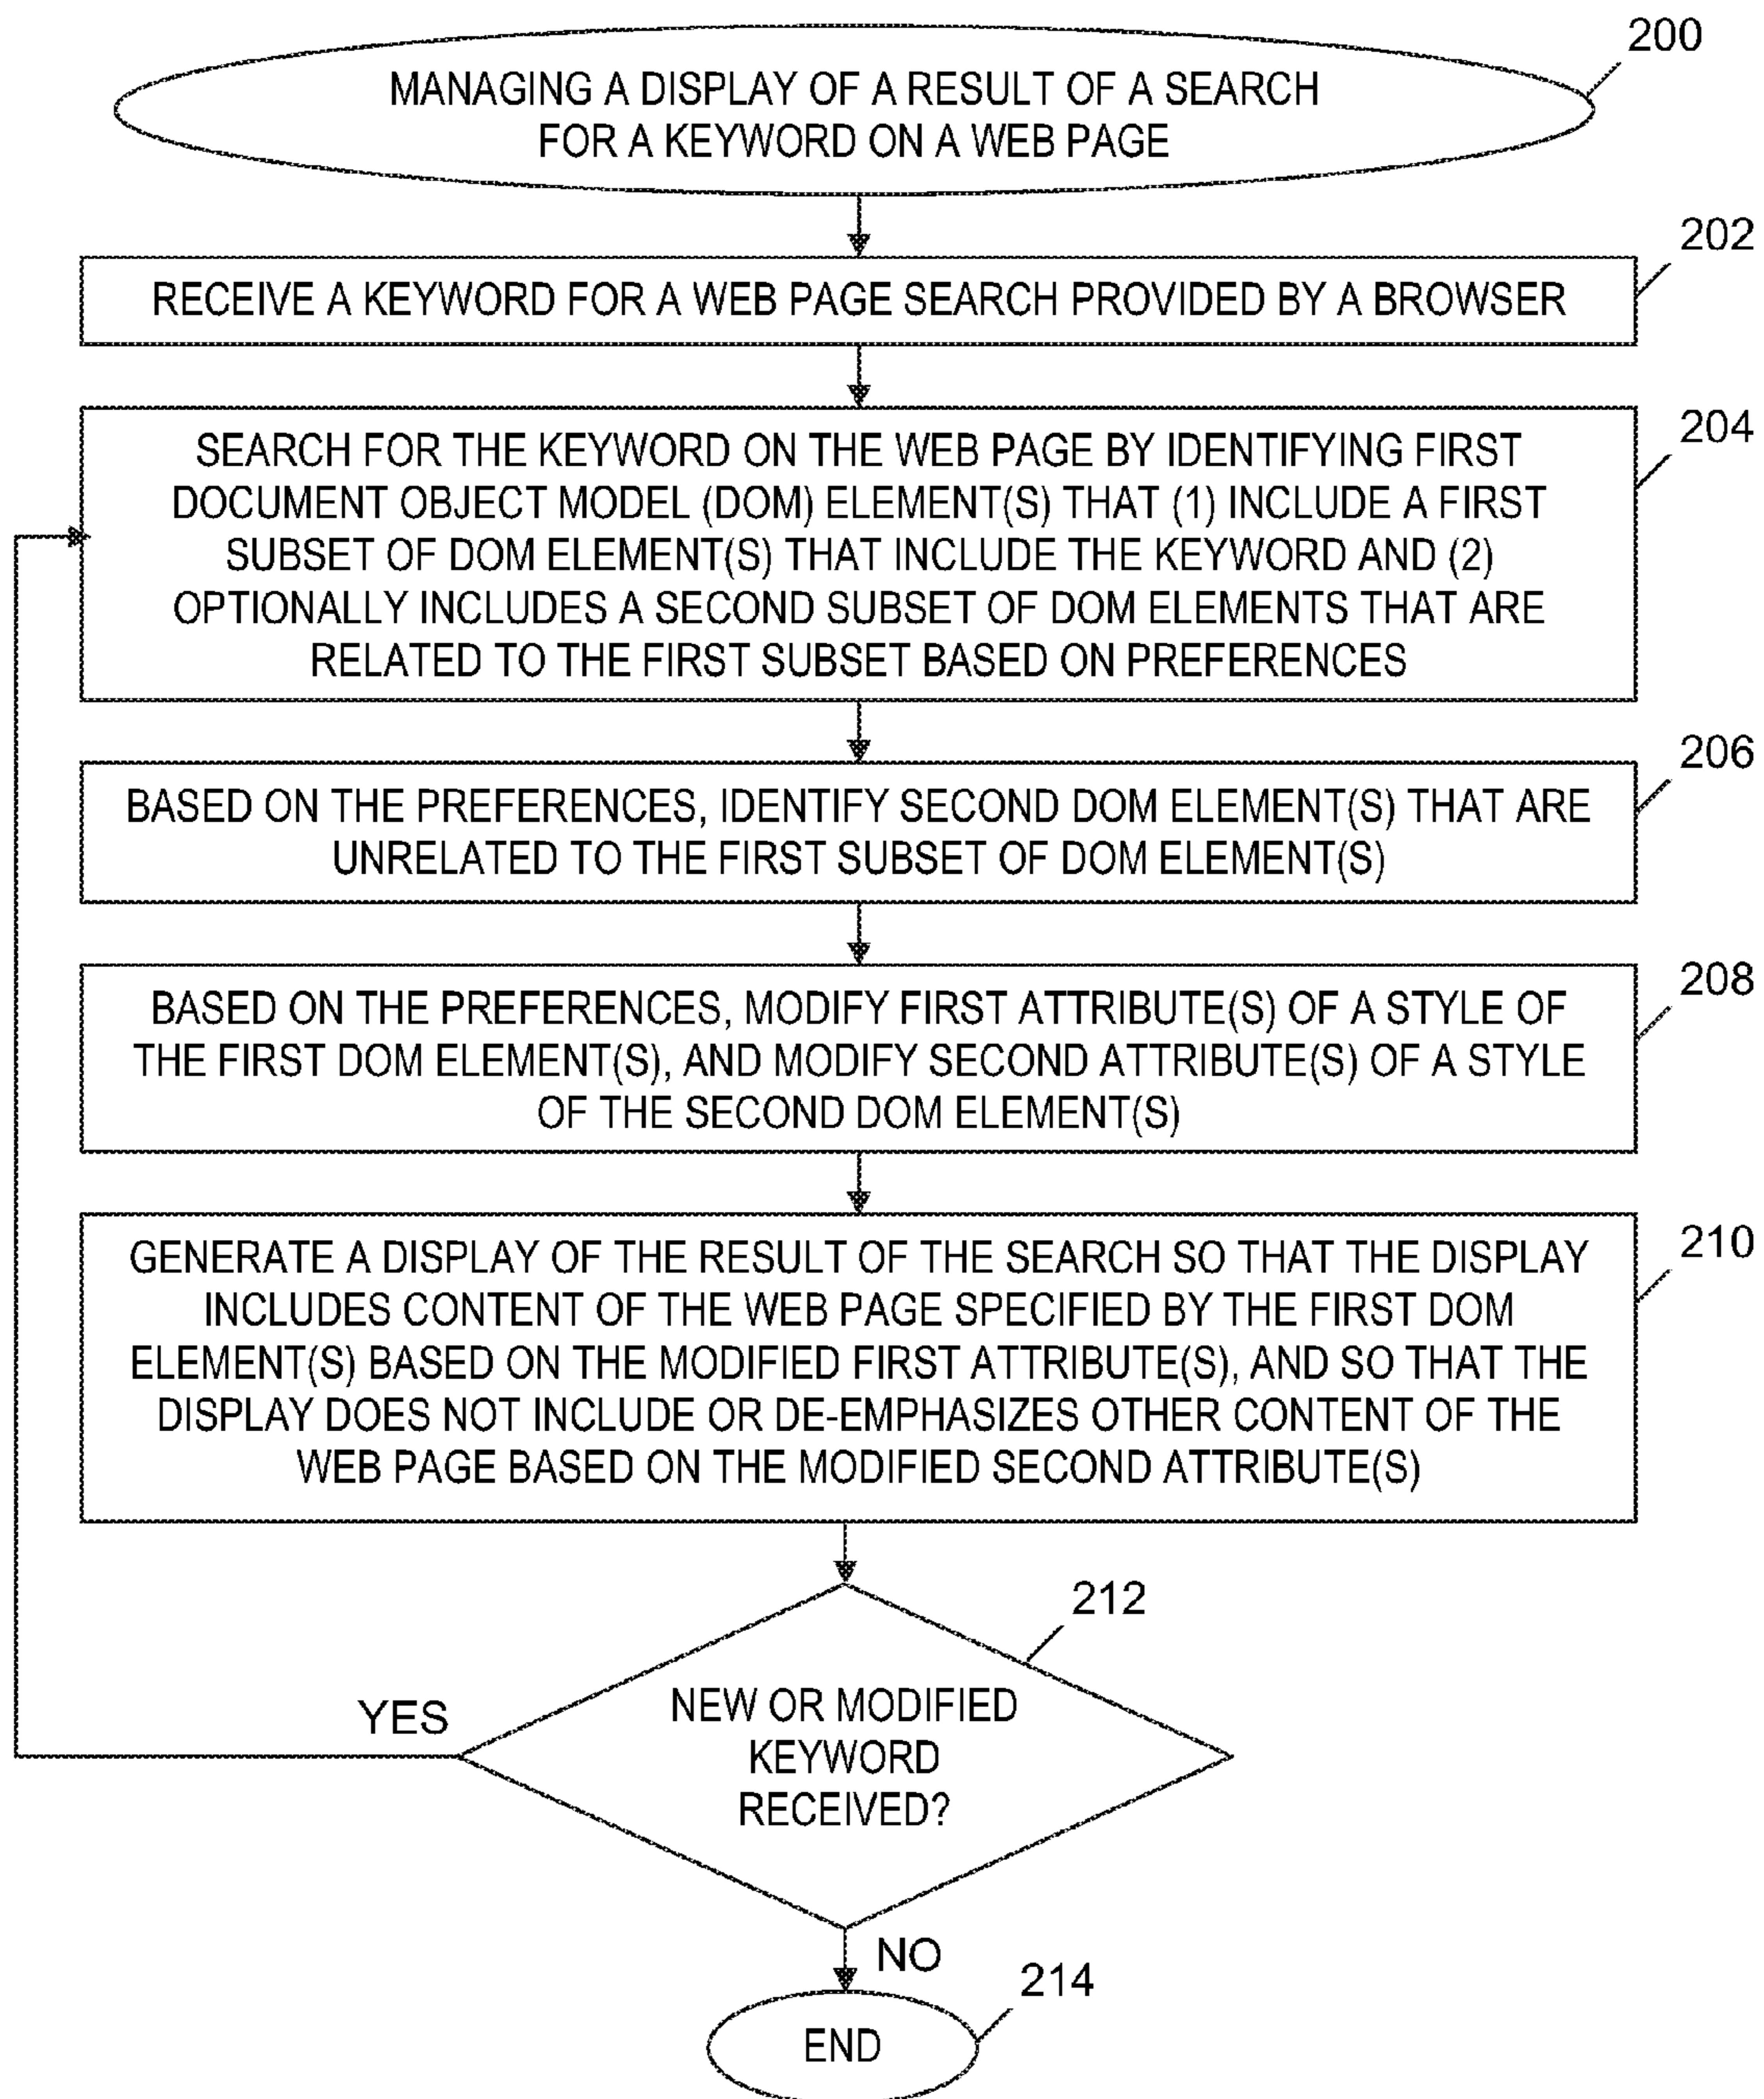 200
MANAGING A DISPLAY OF A RESULT OF A SEARCH
FOR A KEYWORD ON A WEB PAGE
202
RECEIVE A KEYWORD FOR A WEB PAGE SEARCH PROVIDED BY A BROWSER
204
SEARCH FOR THE KEYWORD ON THE WEB PAGE BY IDENTIFYING FIRST
DOCUMENT OBJECT MODEL (DOM) ELEMENT(S) THAT (1) INCLUDE A FIRST
SUBSET OF DOM ELEMENT(S) THAT INCLUDE THE KEYWORD AND (2)
OPTIONALLY INCLUDES A SECOND SUBSET OF DOM ELEMENTS THAT ARE
RELATED TO THE FIRST SUBSET BASED ON PREFERENCES
206
BASED ON THE PREFERENCES, IDENTIFY SECOND DOM ELEMENT(S) THAT ARE
UNRELATED TO THE FIRST SUBSET OF DOM ELEMENT(S)
208
BASED ON THE PREFERENCES, MODIFY FIRST ATTRIBUTE(S) OF A STYLE OF
THE FIRST DOM ELEMENT(S), AND MODIFY SECOND ATTRIBUTE(S) OF A STYLE
OF THE SECOND DOM ELEMENT(S)
210
GENERATE A DISPLAY OF THE RESULT OF THE SEARCH SO THAT THE DISPLAY
INCLUDES CONTENT OF THE WEB PAGE SPECIFIED BY THE FIRST DOM
ELEMENT(S) BASED ON THE MODIFIED FIRST ATTRIBUTE(S), AND SO THAT THE
DISPLAY DOES NOT INCLUDE OR DE-EMPHASIZES OTHER CONTENT OF THE
WEB PAGE BASED ON THE MODIFIED SECOND ATTRIBUTE(S)
212
NEW OR MODIFIED
KEYWORD
RECEIVED?
YES
NO
214
END